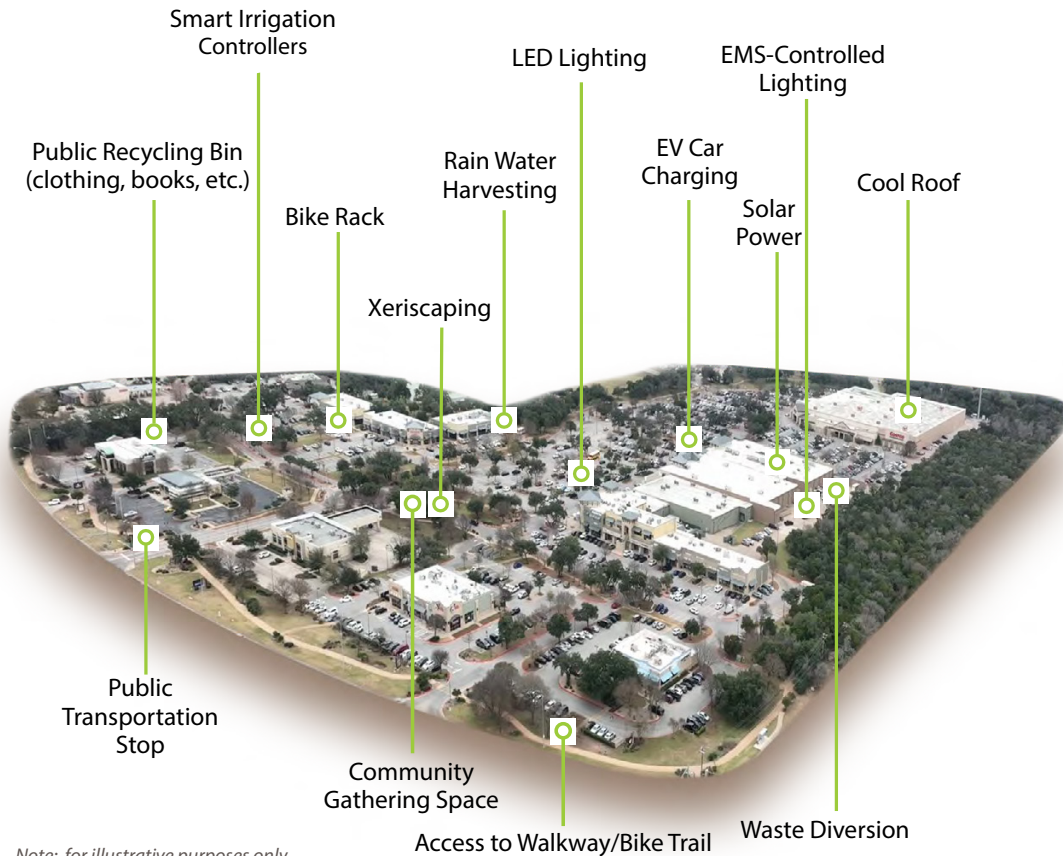 Smart Irrigation
Controllers
LED Lighting
EMS-Controlled
Lighting
Public Recycling Bin
(clothing, books, etc.)
Rain Water
Harvesting
EV Car
Charging
Cool Roof
Bike Rack
Solar
Power
Xeriscaping
Public
Transportation
Stop
Community
Gathering Space
Access to Walkway/Bike Trail
Waste Diversion
Note: for illustrative purposes only